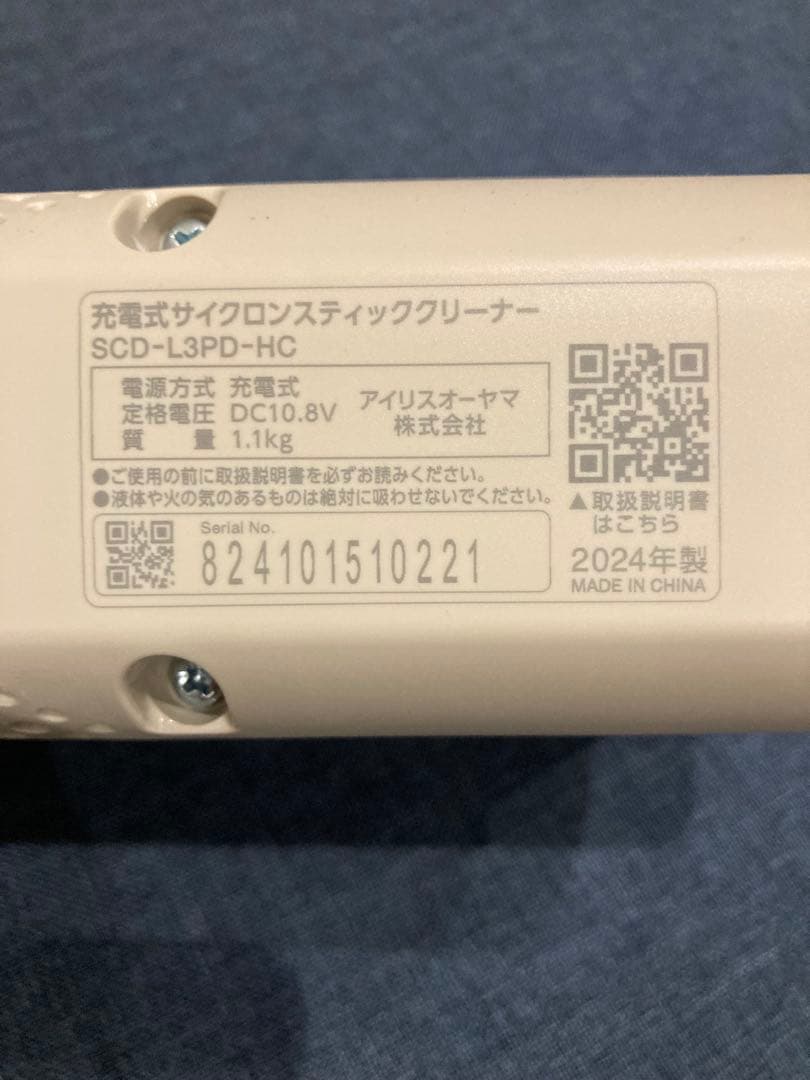 充電式サイクロンスティッククリーナー
SCD-L3PD-HC
電源方式 充電式
定格電圧 DC10.8V
質 量 1.1kg
アイリスオーヤマ
株式会社
●ご使用の前に取扱説明書を必ずお読みください。
●液体や火の気のあるものは絶対に吸わせないでください。
▲取扱説明書
はこちら
Serial No.
824101510221
2024年製
MADE IN CHINA